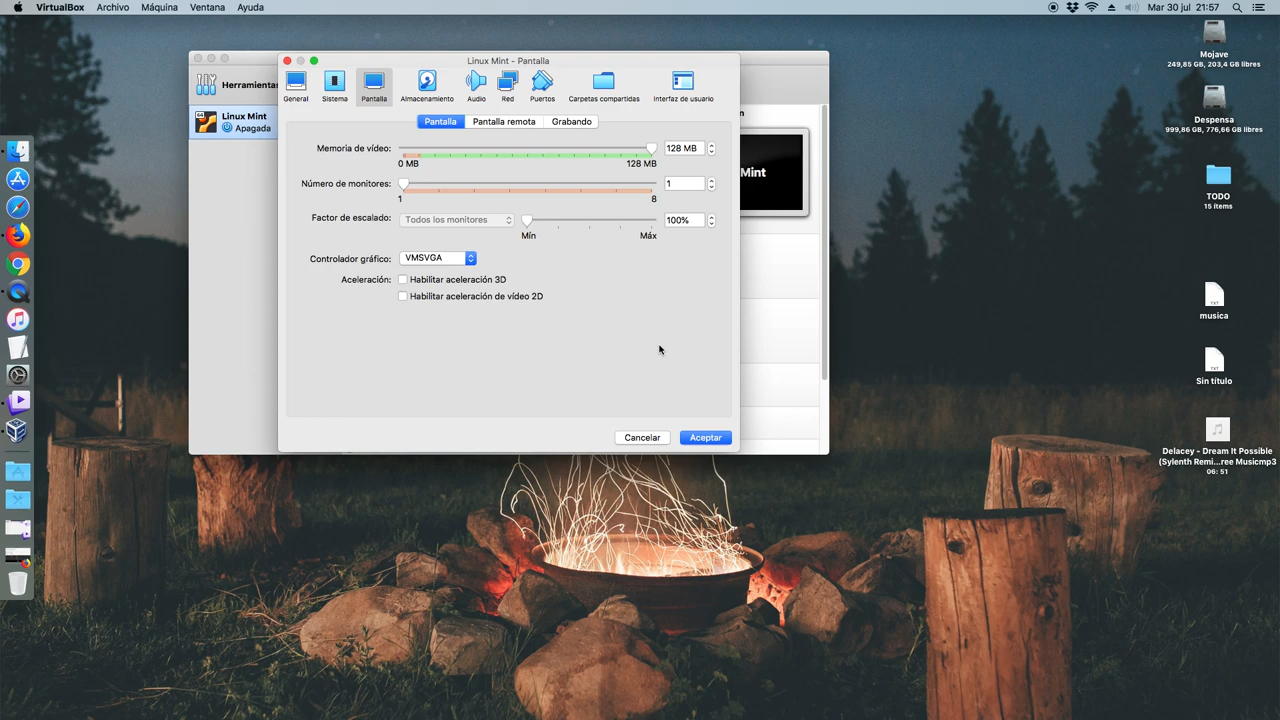 VirtualBox Archivo Máquina Ventana Ayuda
Mar 30 jul 21:57
Linux Mint - Pantalla
Herramientas
Linux Mint
Apagada
64
General
Sistema
Pantalla
Almacenamiento
Audio
Red
Puertos
Carpetas compartidas
Interfaz de usuario
Pantalla Pantalla remota Grabando
Memoria de vídeo: 128 MB
0 MB 128 MB
Número de monitores: 1
1 8
Factor de escalado: Todos los monitores 100%
Mín Máx
Controlador gráfico: VMSVGA
Aceleración: Habilitar aceleración 3D
Habilitar aceleración de vídeo 2D
Cancelar Aceptar
n
Mint
Mojave
249,85 GB, 203,4 GB libres
Despensa
999,86 GB, 776,66 GB libres
TODO
15 ítems
TXT
musica
TXT
Sin título
Delacey - Dream It Possible
(Sylenth Remi...ree Musicmp3
06: 51